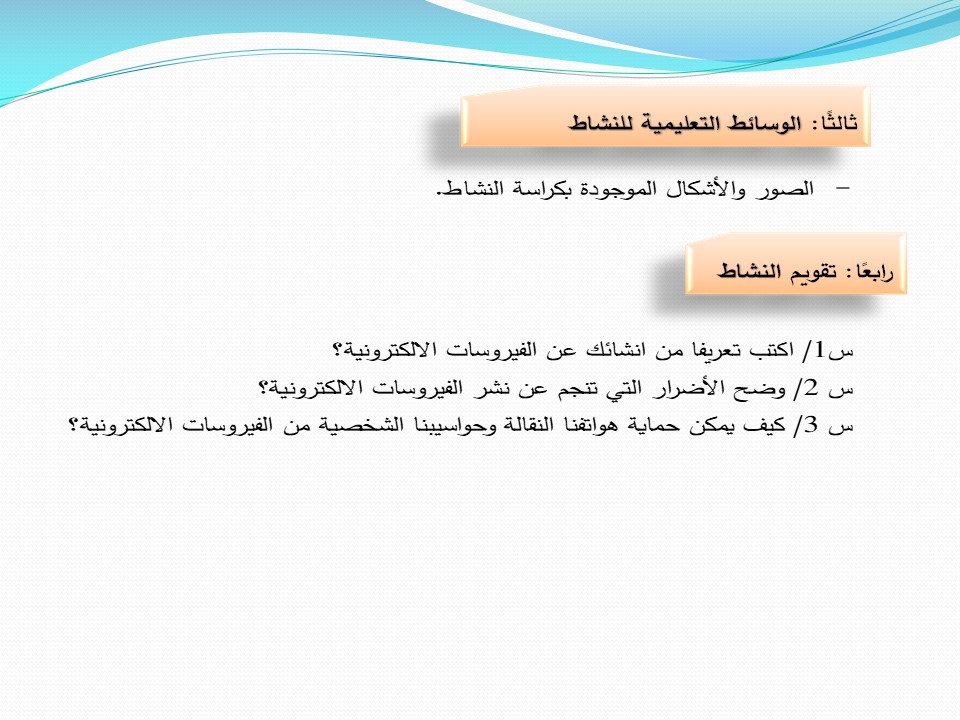 ثالثًا: الوسائط التعليمية للنشاط
- الصور والأشكال الموجودة بكراسة النشاط.
رابعًا: تقويم النشاط
س1/ اكتب تعريفا من انشائك عن الفيروسات الالكترونية؟
س 2/ وضح الأضرار التي تنجم عن نشر الفيروسات الالكترونية؟
س 3/ كيف يمكن حماية هواتفنا النقالة وحواسيبنا الشخصية من الفيروسات الالكترونية؟